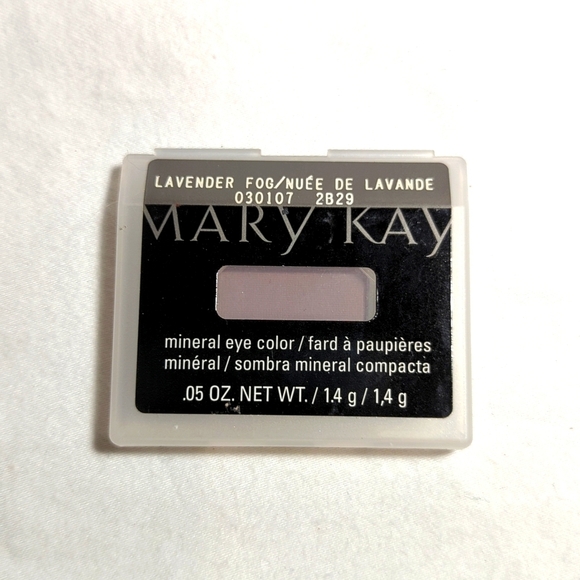 LAVENDER FOG/NUÉE DE LAVANDE
030107 2B29
MARY KAY
mineral eye color / fard à paupières
minéral / sombra mineral compacta
.05 OZ. NET WT. / 1.4 g / 1,4 g